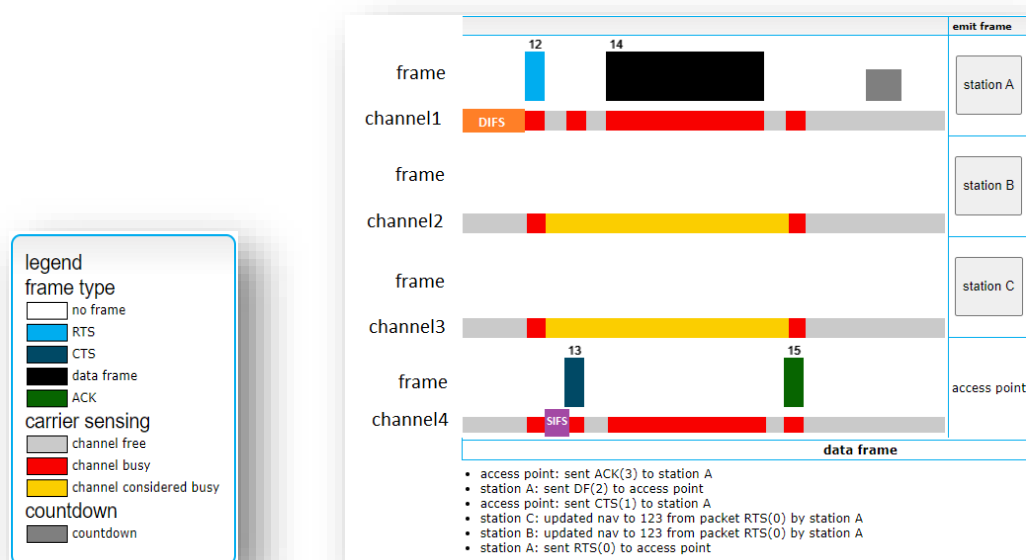 emit frame
12
14
frame
station A
channel1
DIFS
frame
station B
channel2
legend
frame type
no frame
RTS
CTS
data frame
ACK
carrier sensing
channel free
channel busy
channel considered busy
countdown
countdown
frame
station C
channel3
13
15
frame
access point
channel4
SIFS
data frame
• access point: sent ACK(3) to station A
• station A: sent DF(2) to access point
• access point: sent CTS(1) to station A
• station C: updated nav to 123 from packet RTS(0) by station A
• station B: updated nav to 123 from packet RTS(0) by station A
• station A: sent RTS(0) to access point